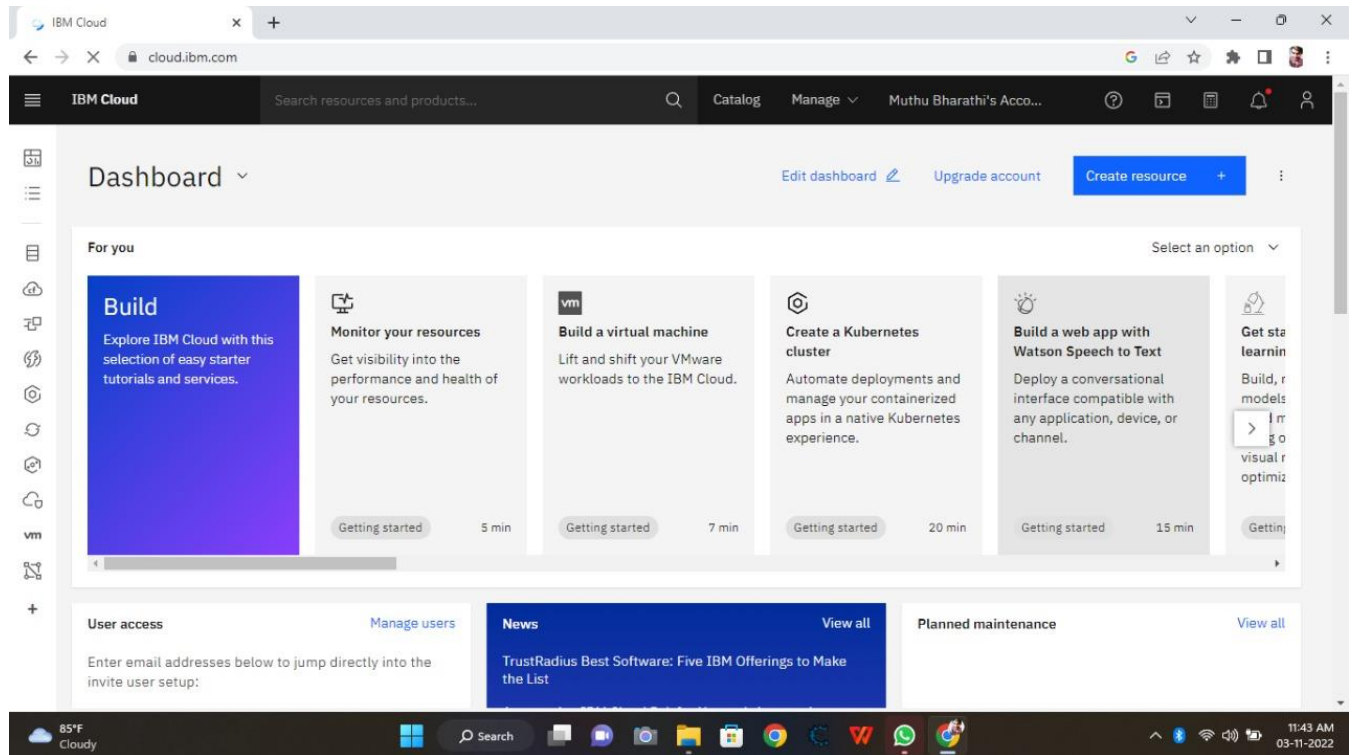 IBM Cloud
cloud.ibm.com
IBM Cloud
Search resources and products...
Catalog
Manage
Muthu Bharathi's Acco...
Dashboard
Edit dashboard
Upgrade account
Create resource +
For you
Select an option
Build
Explore IBM Cloud with this
selection of easy starter
tutorials and services.
Monitor your resources
Get visibility into the
performance and health of
your resources.
Getting started
5 min
vm
Build a virtual machine
Lift and shift your VMware
workloads to the IBM Cloud.
Getting started
7 min
Create a Kubernetes
cluster
Automate deployments and
manage your containerized
apps in a native Kubernetes
experience.
Getting started
20 min
Build a web app with
Watson Speech to Text
Deploy a conversational
interface compatible with
any application, device, or
channel.
Getting started
15 min
Get sta
learnin
Build, r
models
visual r
optimiz
Getting
vm
User access
Manage users
Enter email addresses below to jump directly into the
invite user setup:
News
View all
TrustRadius Best Software: Five IBM Offerings to Make
the List
Planned maintenance
View all
85°F
Cloudy
Search
11:43 AM
03-11-2022